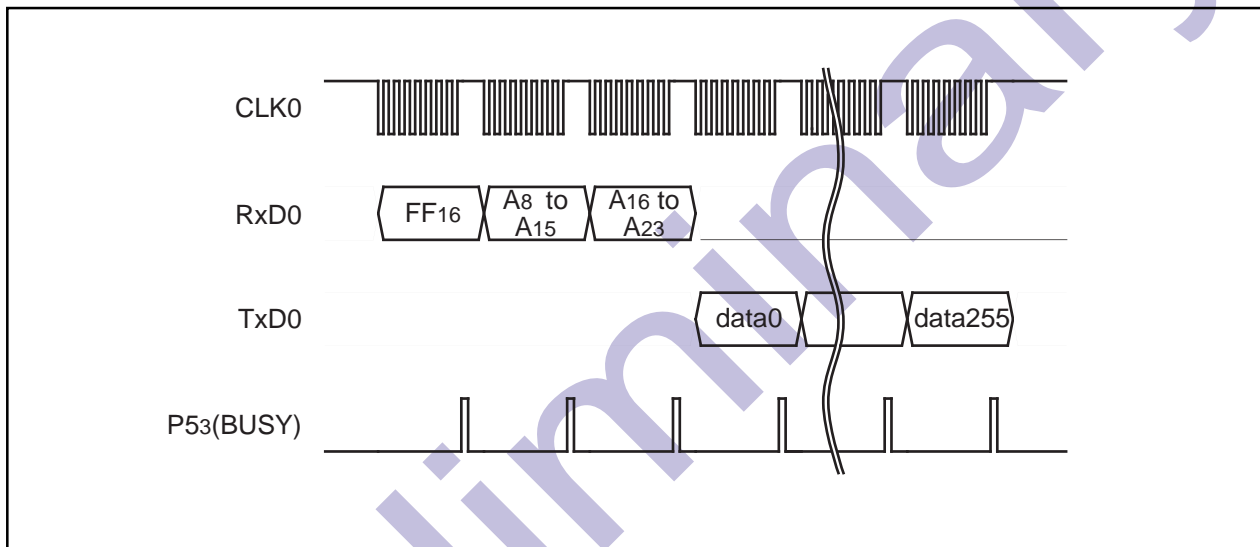 CLK0
RxD0
FF16
A8 to
A15
A16 to
A23
TxD0
data0
data255
P53(BUSY)